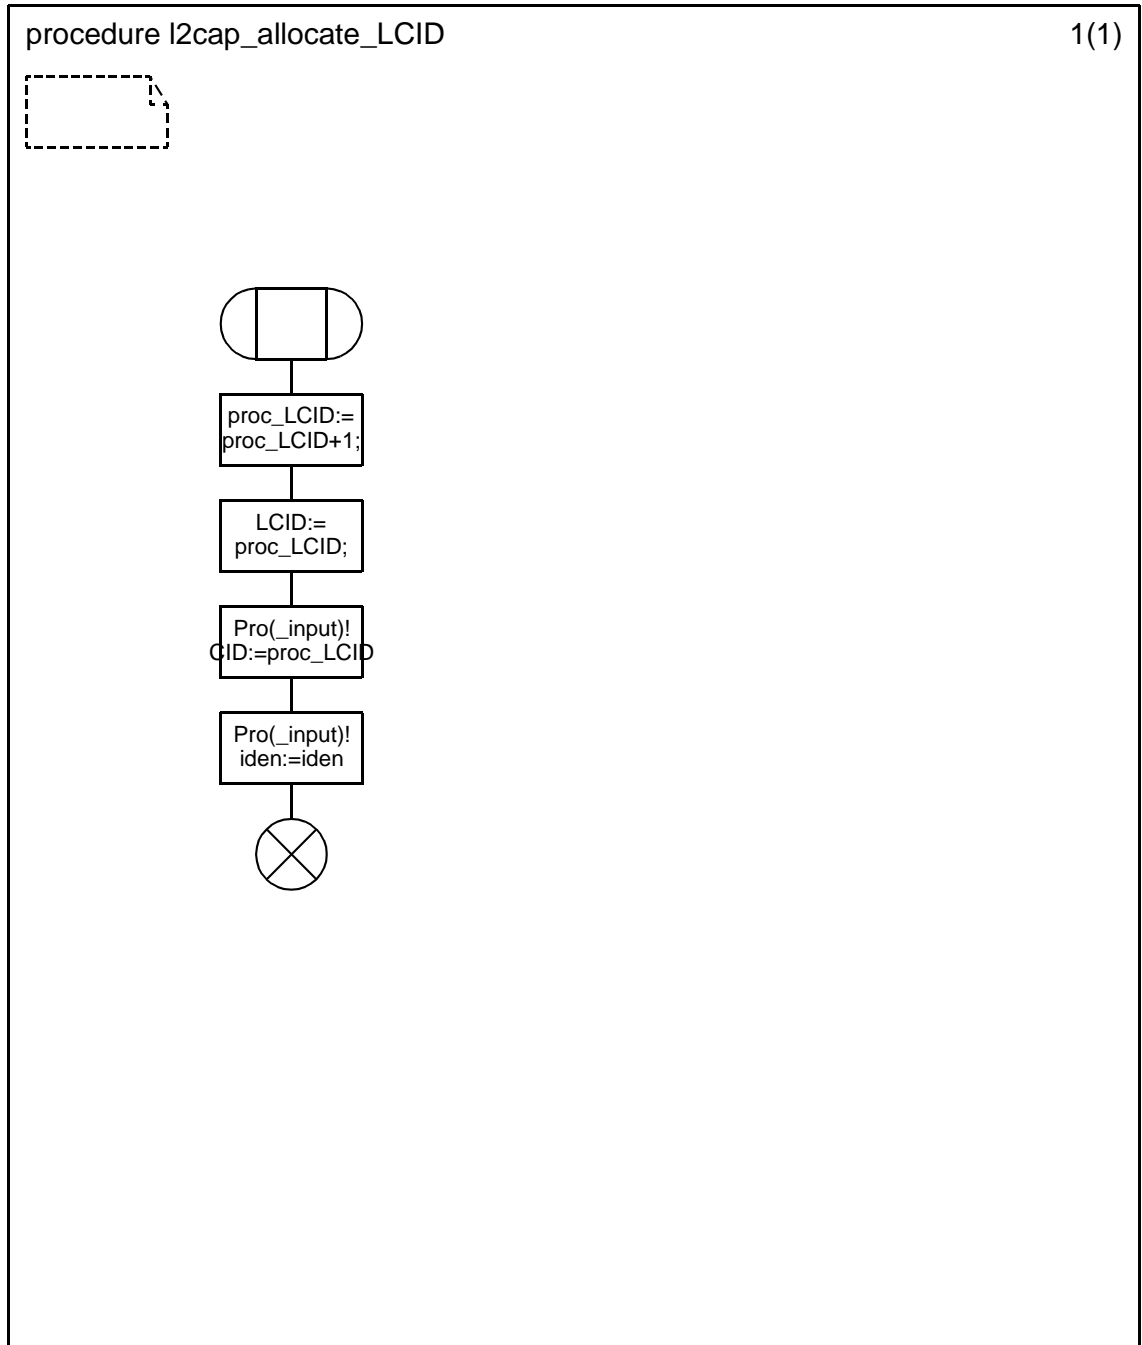 procedure l2cap_allocate_LCID
1(1)
proc_LCID:=
proc_LCID+1;
LCID:=
proc_LCID;
Pro(_input)!
CID:=proc_LCID
Pro(_input)!
iden:=iden